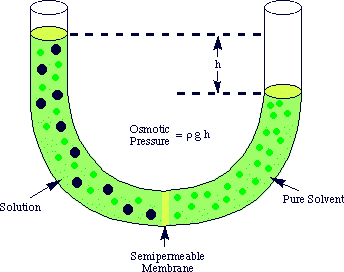 h
Osmotic
Pressure = ρ g h
Solution
Pure Solvent
Semipermeable
Membrane